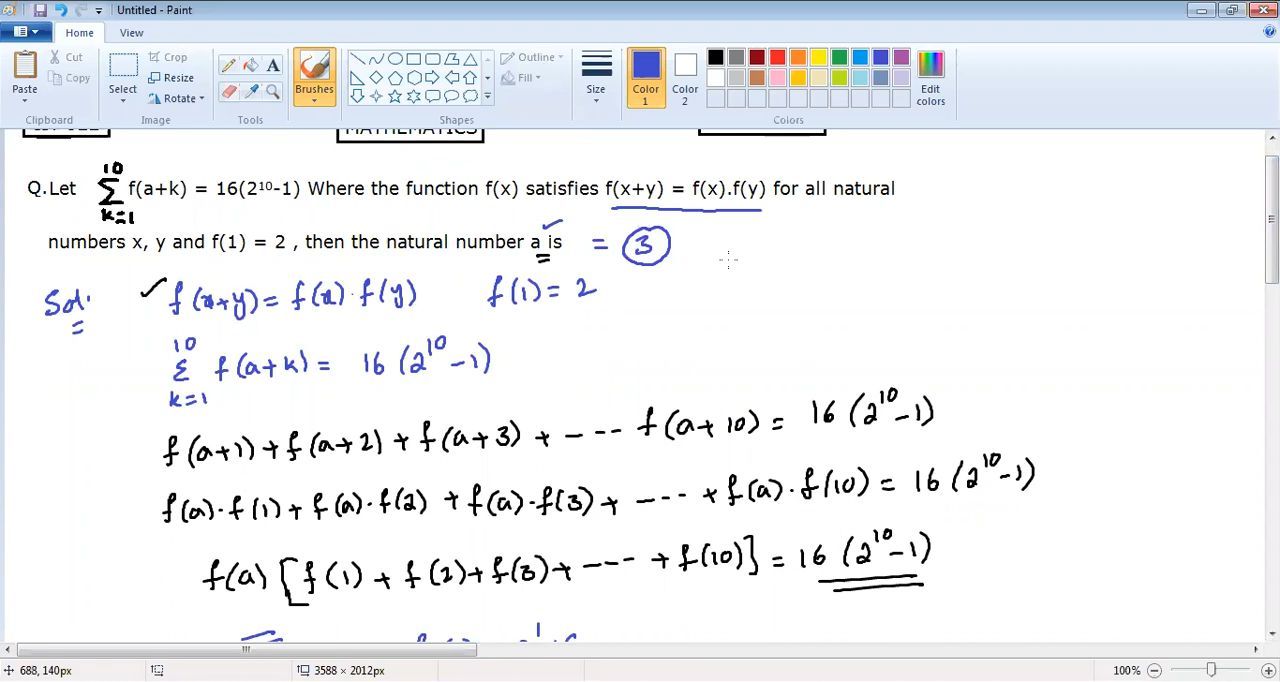 Untitled - Paint
Home View
Paste
Cut
Copy
Clipboard
Select
Crop
Resize
Rotate
Image
A
Tools
Brushes
Outline
Fill
Shapes
Size
Color 1
Color 2
Edit colors
Colors
MATHEMATICS
Q.Let 10 Σ k=1 f(a+k) = 16(2¹⁰-1) Where the function f(x) satisfies f(x+y) = f(x).f(y) for all natural
numbers x, y and f(1) = 2 , then the natural number a is = 3
Sol: f(x+y) = f(x)·f(y) f(1) = 2
10 Σ k=1 f(a+k) = 16 (2¹⁰-1)
f(a+1) + f(a+2) + f(a+3) + ---- f(a+10) = 16 (2¹⁰-1)
f(a)·f(1) + f(a)·f(2) + f(a)·f(3) + ---- + f(a)·f(10) = 16 (2¹⁰-1)
f(a) [f(1) + f(2) + f(3) + ---- + f(10)] = 16 (2¹⁰-1)
688, 140px 3588 × 2012px 100%